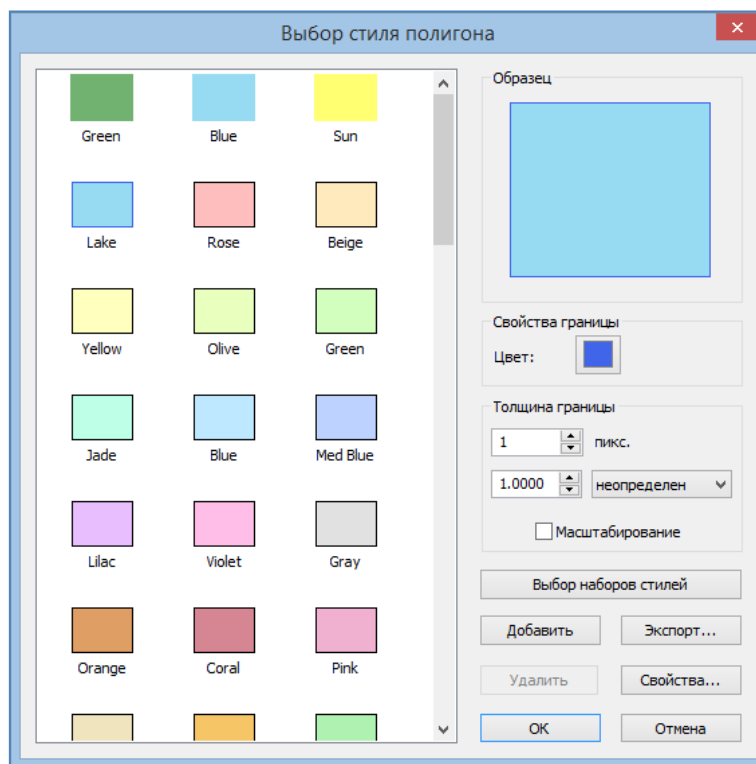 Выбор стиля полигона
Green Blue Sun
Lake Rose Beige
Yellow Olive Green
Jade Blue Med Blue
Lilac Violet Gray
Orange Coral Pink
Образец
Свойства границы
Цвет:
Толщина границы
1 пикс.
1.0000 неопределен
Масштабирование
Выбор наборов стилей
Добавить Экспорт...
Удалить Свойства...
ОК Отмена